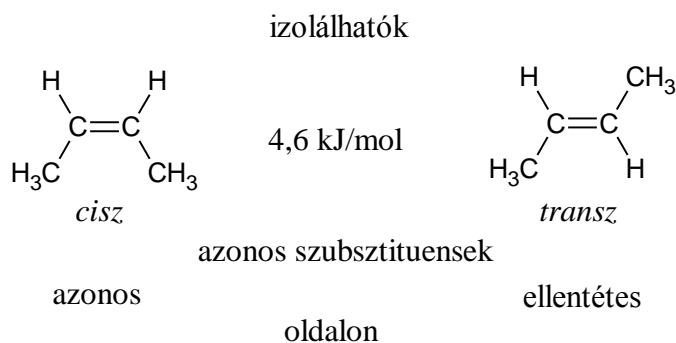 izolálhatók
H H H CH3
C=C 4,6 kJ/mol C=C
H3C CH3 H3C H
cisz transz
azonos szubsztituensek
azonos ellentétes
oldalon